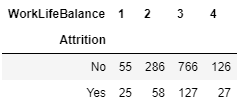 WorkLifeBalance 1 2 3 4
Attrition
No 55 286 766 126
Yes 25 58 127 27